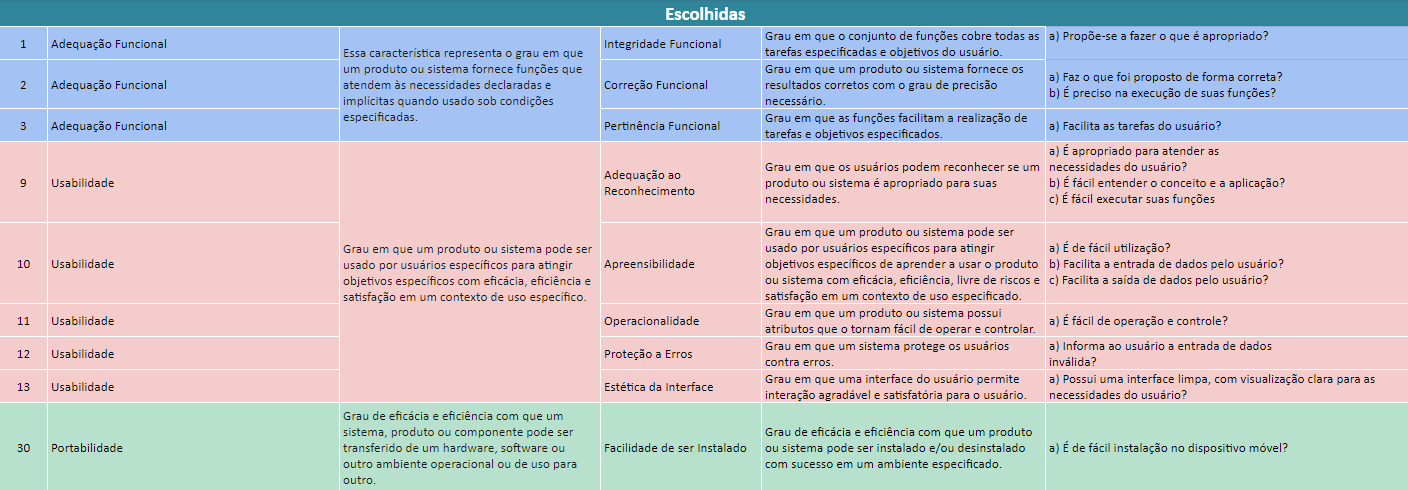 Escolhidas
1
Adequação Funcional
Essa característica representa o grau em que
um produto ou sistema fornece funções que
atendem às necessidades declaradas e
implícitas quando usado sob condições
especificadas.
Integridade Funcional
Grau em que o conjunto de funções cobre todas as
tarefas especificadas e objetivos do usuário.
a) Propõe-se a fazer o que é apropriado?
2
Adequação Funcional
Correção Funcional
Grau em que um produto ou sistema fornece os
resultados corretos com o grau de precisão
necessário.
a) Faz o que foi proposto de forma correta?
b) É preciso na execução de suas funções?
3
Adequação Funcional
Pertinência Funcional
Grau em que as funções facilitam a realização de
tarefas e objetivos especificados.
a) Facilita as tarefas do usuário?
9
Usabilidade
Grau em que um produto ou sistema pode ser
usado por usuários específicos para atingir
objetivos específicos com eficácia, eficiência e
satisfação em um contexto de uso específico.
Adequação ao
Reconhecimento
Grau em que os usuários podem reconhecer se um
produto ou sistema é apropriado para suas
necessidades.
a) É apropriado para atender as
necessidades do usuário?
b) É fácil entender o conceito e a aplicação?
c) É fácil executar suas funções
10
Usabilidade
Apreensibilidade
Grau em que um produto ou sistema pode ser
usado por usuários específicos para atingir
objetivos específicos de aprender a usar o produto
ou sistema com eficácia, eficiência, livre de riscos e
satisfação em um contexto de uso especificado.
a) É de fácil utilização?
b) Facilita a entrada de dados pelo usuário?
c) Facilita a saída de dados pelo usuário?
11
Usabilidade
Operacionalidade
Grau em que um produto ou sistema possui
atributos que o tornam fácil de operar e controlar.
a) É fácil de operação e controle?
12
Usabilidade
Proteção a Erros
Grau em que um sistema protege os usuários
contra erros.
a) Informa ao usuário a entrada de dados
inválida?
13
Usabilidade
Estética da Interface
Grau em que uma interface do usuário permite
interação agradável e satisfatória para o usuário.
a) Possui uma interface limpa, com visualização clara para as
necessidades do usuário?
30
Portabilidade
Grau de eficácia e eficiência com que um
sistema, produto ou componente pode ser
transferido de um hardware, software ou
outro ambiente operacional ou de uso para
outro.
Facilidade de ser Instalado
Grau de eficácia e eficiência com que um produto
ou sistema pode ser instalado e/ou desinstalado
com sucesso em um ambiente especificado.
a) É de fácil instalação no dispositivo móvel?